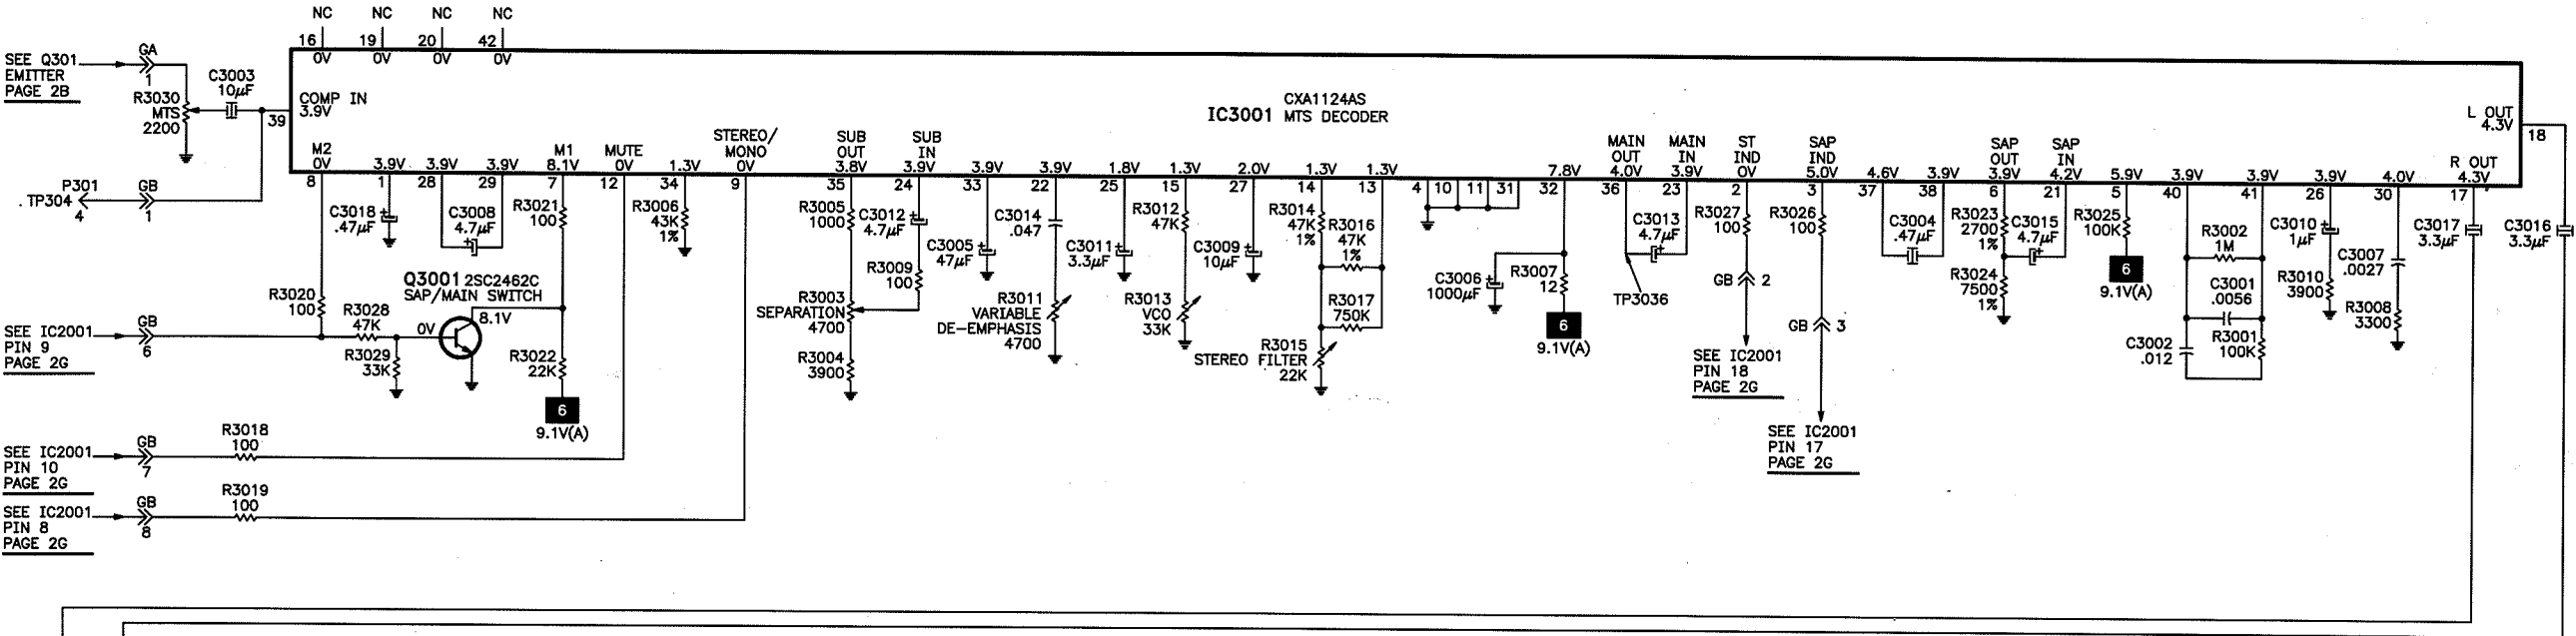 NC NC NC NC
16 19 20 42
0V 0V 0V 0V
SEE Q301
EMITTER
PAGE 2B
GA
1
R3030
MTS
2200
C3003
10µF
39
COMP IN
3.9V
P301
TP304
4
GB
1
IC3001
CXA1124AS
MTS DECODER
L OUT
4.3V
18
R OUT
4.3V
17
M2
0V
8
3.9V
1
3.9V
28
3.9V
29
M1
8.1V
7
MUTE
0V
12
1.3V
34
STEREO/
MONO
0V
9
SUB
OUT
3.8V
35
SUB
IN
3.9V
24
3.9V
33
3.9V
22
1.8V
25
1.3V
15
2.0V
27
1.3V
14
1.3V
13
4 10 11 31
7.8V
32
MAIN
OUT
4.0V
36
MAIN
IN
3.9V
23
ST
IND
0V
2
SAP
IND
5.0V
3
4.6V
37
3.9V
38
SAP
OUT
3.9V
6
SAP
IN
4.2V
21
5.9V
5
3.9V
40
3.9V
41
3.9V
26
4.0V
30
C3018
.47µF
C3008
4.7µF
R3021
100
R3006
43K
1%
R3005
1000
C3012
4.7µF
C3005
47µF
C3014
.047
C3011
3.3µF
R3012
47K
C3009
10µF
R3014
47K
1%
R3016
47K
1%
C3006
1000µF
R3007
12
6
9.1V(A)
C3013
4.7µF
TP3036
R3027
100
GB 2
SEE IC2001
PIN 18
PAGE 2G
R3026
100
GB 3
SEE IC2001
PIN 17
PAGE 2G
C3004
.47µF
R3023
2700
1%
C3015
4.7µF
R3024
7500
1%
R3025
100K
6
9.1V(A)
R3002
1M
C3001
.0056
C3002
.012
R3001
100K
C3010
1µF
R3010
3900
C3007
.0027
R3008
3300
C3017
3.3µF
C3016
3.3µF
R3009
100
R3003
SEPARATION
4700
R3004
3900
R3011
VARIABLE
DE-EMPHASIS
4700
R3013
VCO
33K
R3017
750K
R3015
STEREO FILTER
22K
Q3001 2SC2462C
SAP/MAIN SWITCH
0V
8.1V
R3020
100
R3028
47K
R3029
33K
R3022
22K
6
9.1V(A)
SEE IC2001
PIN 9
PAGE 2G
GB
6
SEE IC2001
PIN 10
PAGE 2G
GB
7
R3018
100
SEE IC2001
PIN 8
PAGE 2G
GB
8
R3019
100